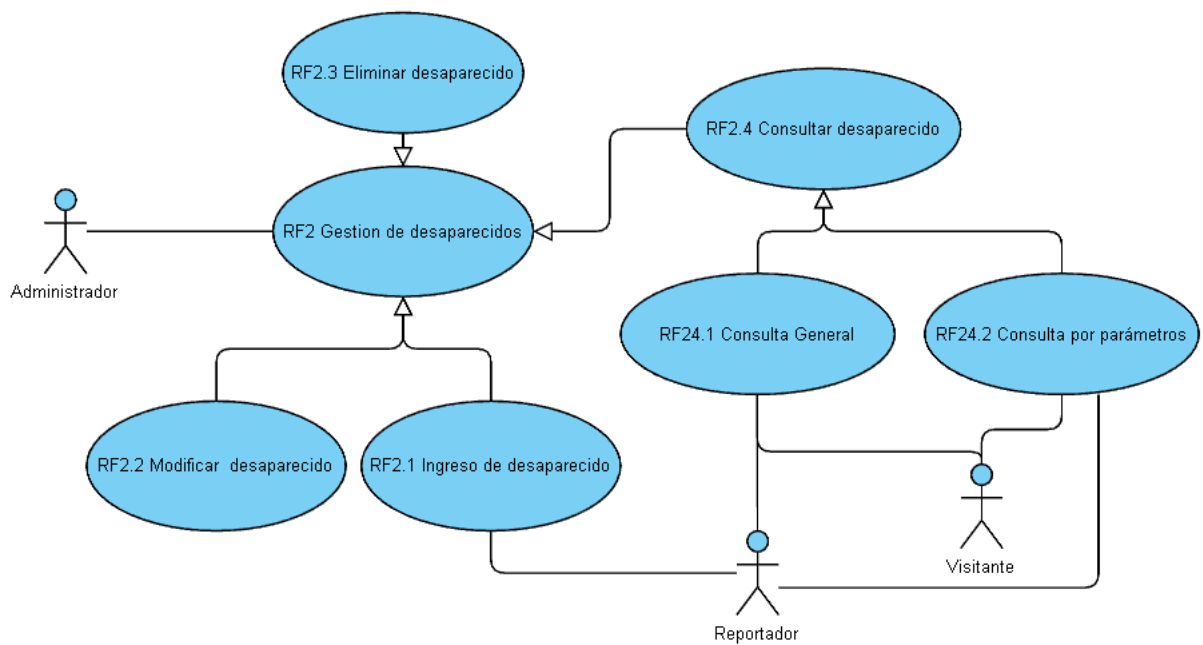 RF2.3 Eliminar desaparecido
RF2.4 Consultar desaparecido
RF2 Gestion de desaparecidos
Administrador
RF24.1 Consulta General
RF24.2 Consulta por parámetros
RF2.2 Modificar desaparecido
RF2.1 Ingreso de desaparecido
Visitante
Reportador